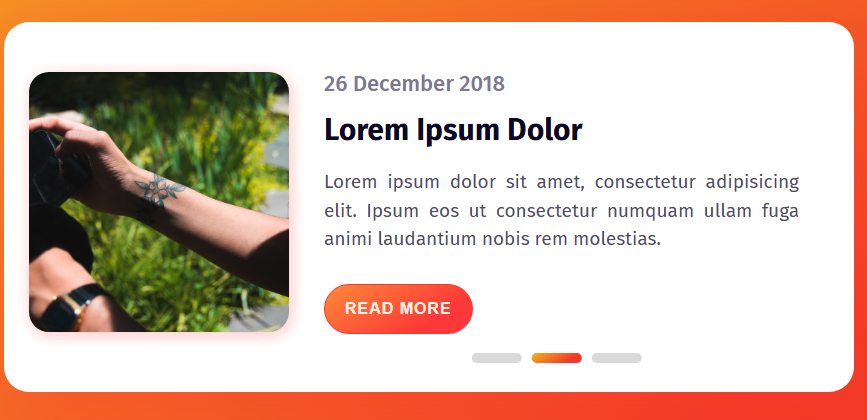 26 December 2018
Lorem Ipsum Dolor
Lorem ipsum dolor sit amet, consectetur adipisicing
elit. Ipsum eos ut consectetur numquam ullam fuga
animi laudantium nobis rem molestias.
READ MORE